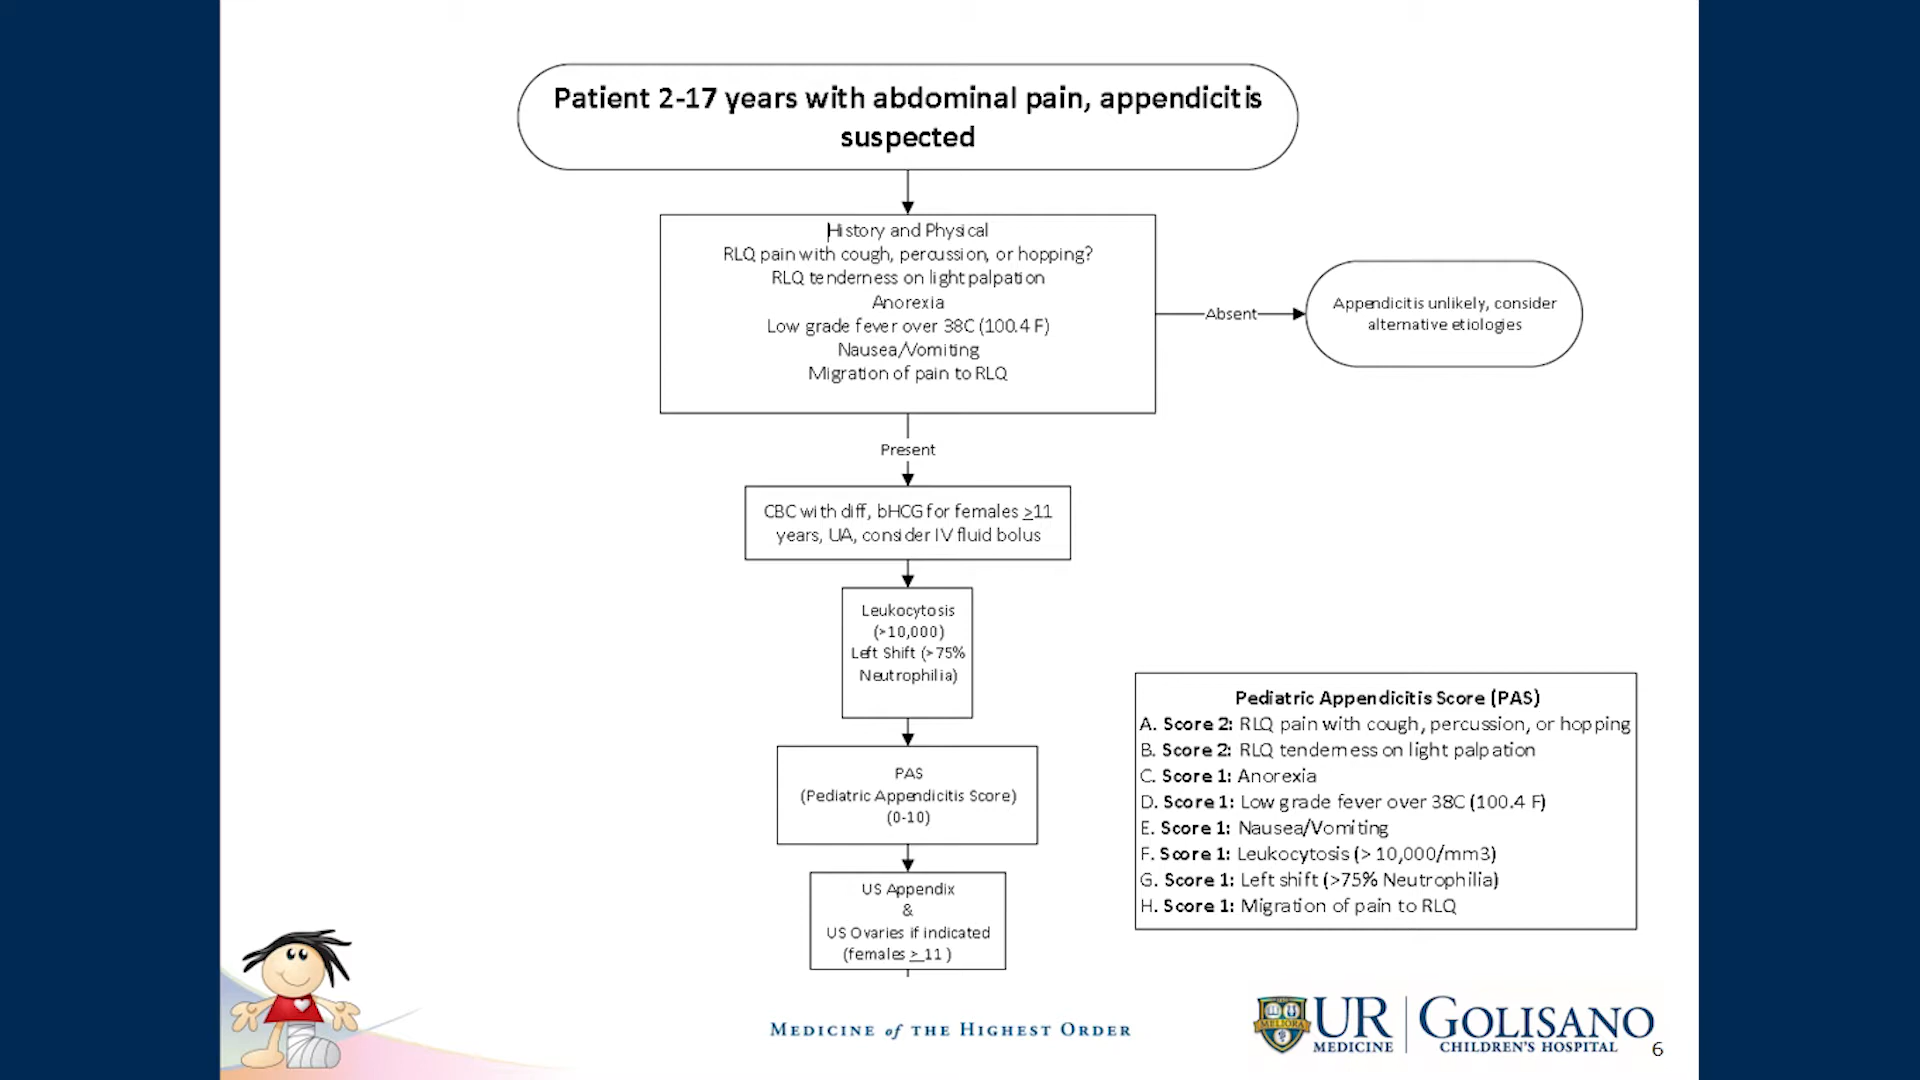 Patient 2-17 years with abdominal pain, appendicitis
suspected
History and Physical
RLQ pain with cough, percussion, or hopping?
RLQ tenderness on light palpation
Anorexia
Low grade fever over 38C (100.4 F)
Nausea/Vomiting
Migration of pain to RLQ
Absent
Appendicitis unlikely, consider
alternative etiologies
Present
CBC with diff, bHCG for females ≥11
years, UA, consider IV fluid bolus
Leukocytosis
(>10,000)
Left Shift (>75%
Neutrophilia)
PAS
(Pediatric Appendicitis Score)
(0-10)
US Appendix
&
US Ovaries if indicated
(females ≥ 11 )
Pediatric Appendicitis Score (PAS)
A. Score 2: RLQ pain with cough, percussion, or hopping
B. Score 2: RLQ tenderness on light palpation
C. Score 1: Anorexia
D. Score 1: Low grade fever over 38C (100.4 F)
E. Score 1: Nausea/Vomiting
F. Score 1: Leukocytosis (> 10,000/mm3)
G. Score 1: Left shift (>75% Neutrophilia)
H. Score 1: Migration of pain to RLQ
MEDICINE of THE HIGHEST ORDER
MELIORA
UR
MEDICINE
GOLISANO
CHILDREN'S HOSPITAL
6